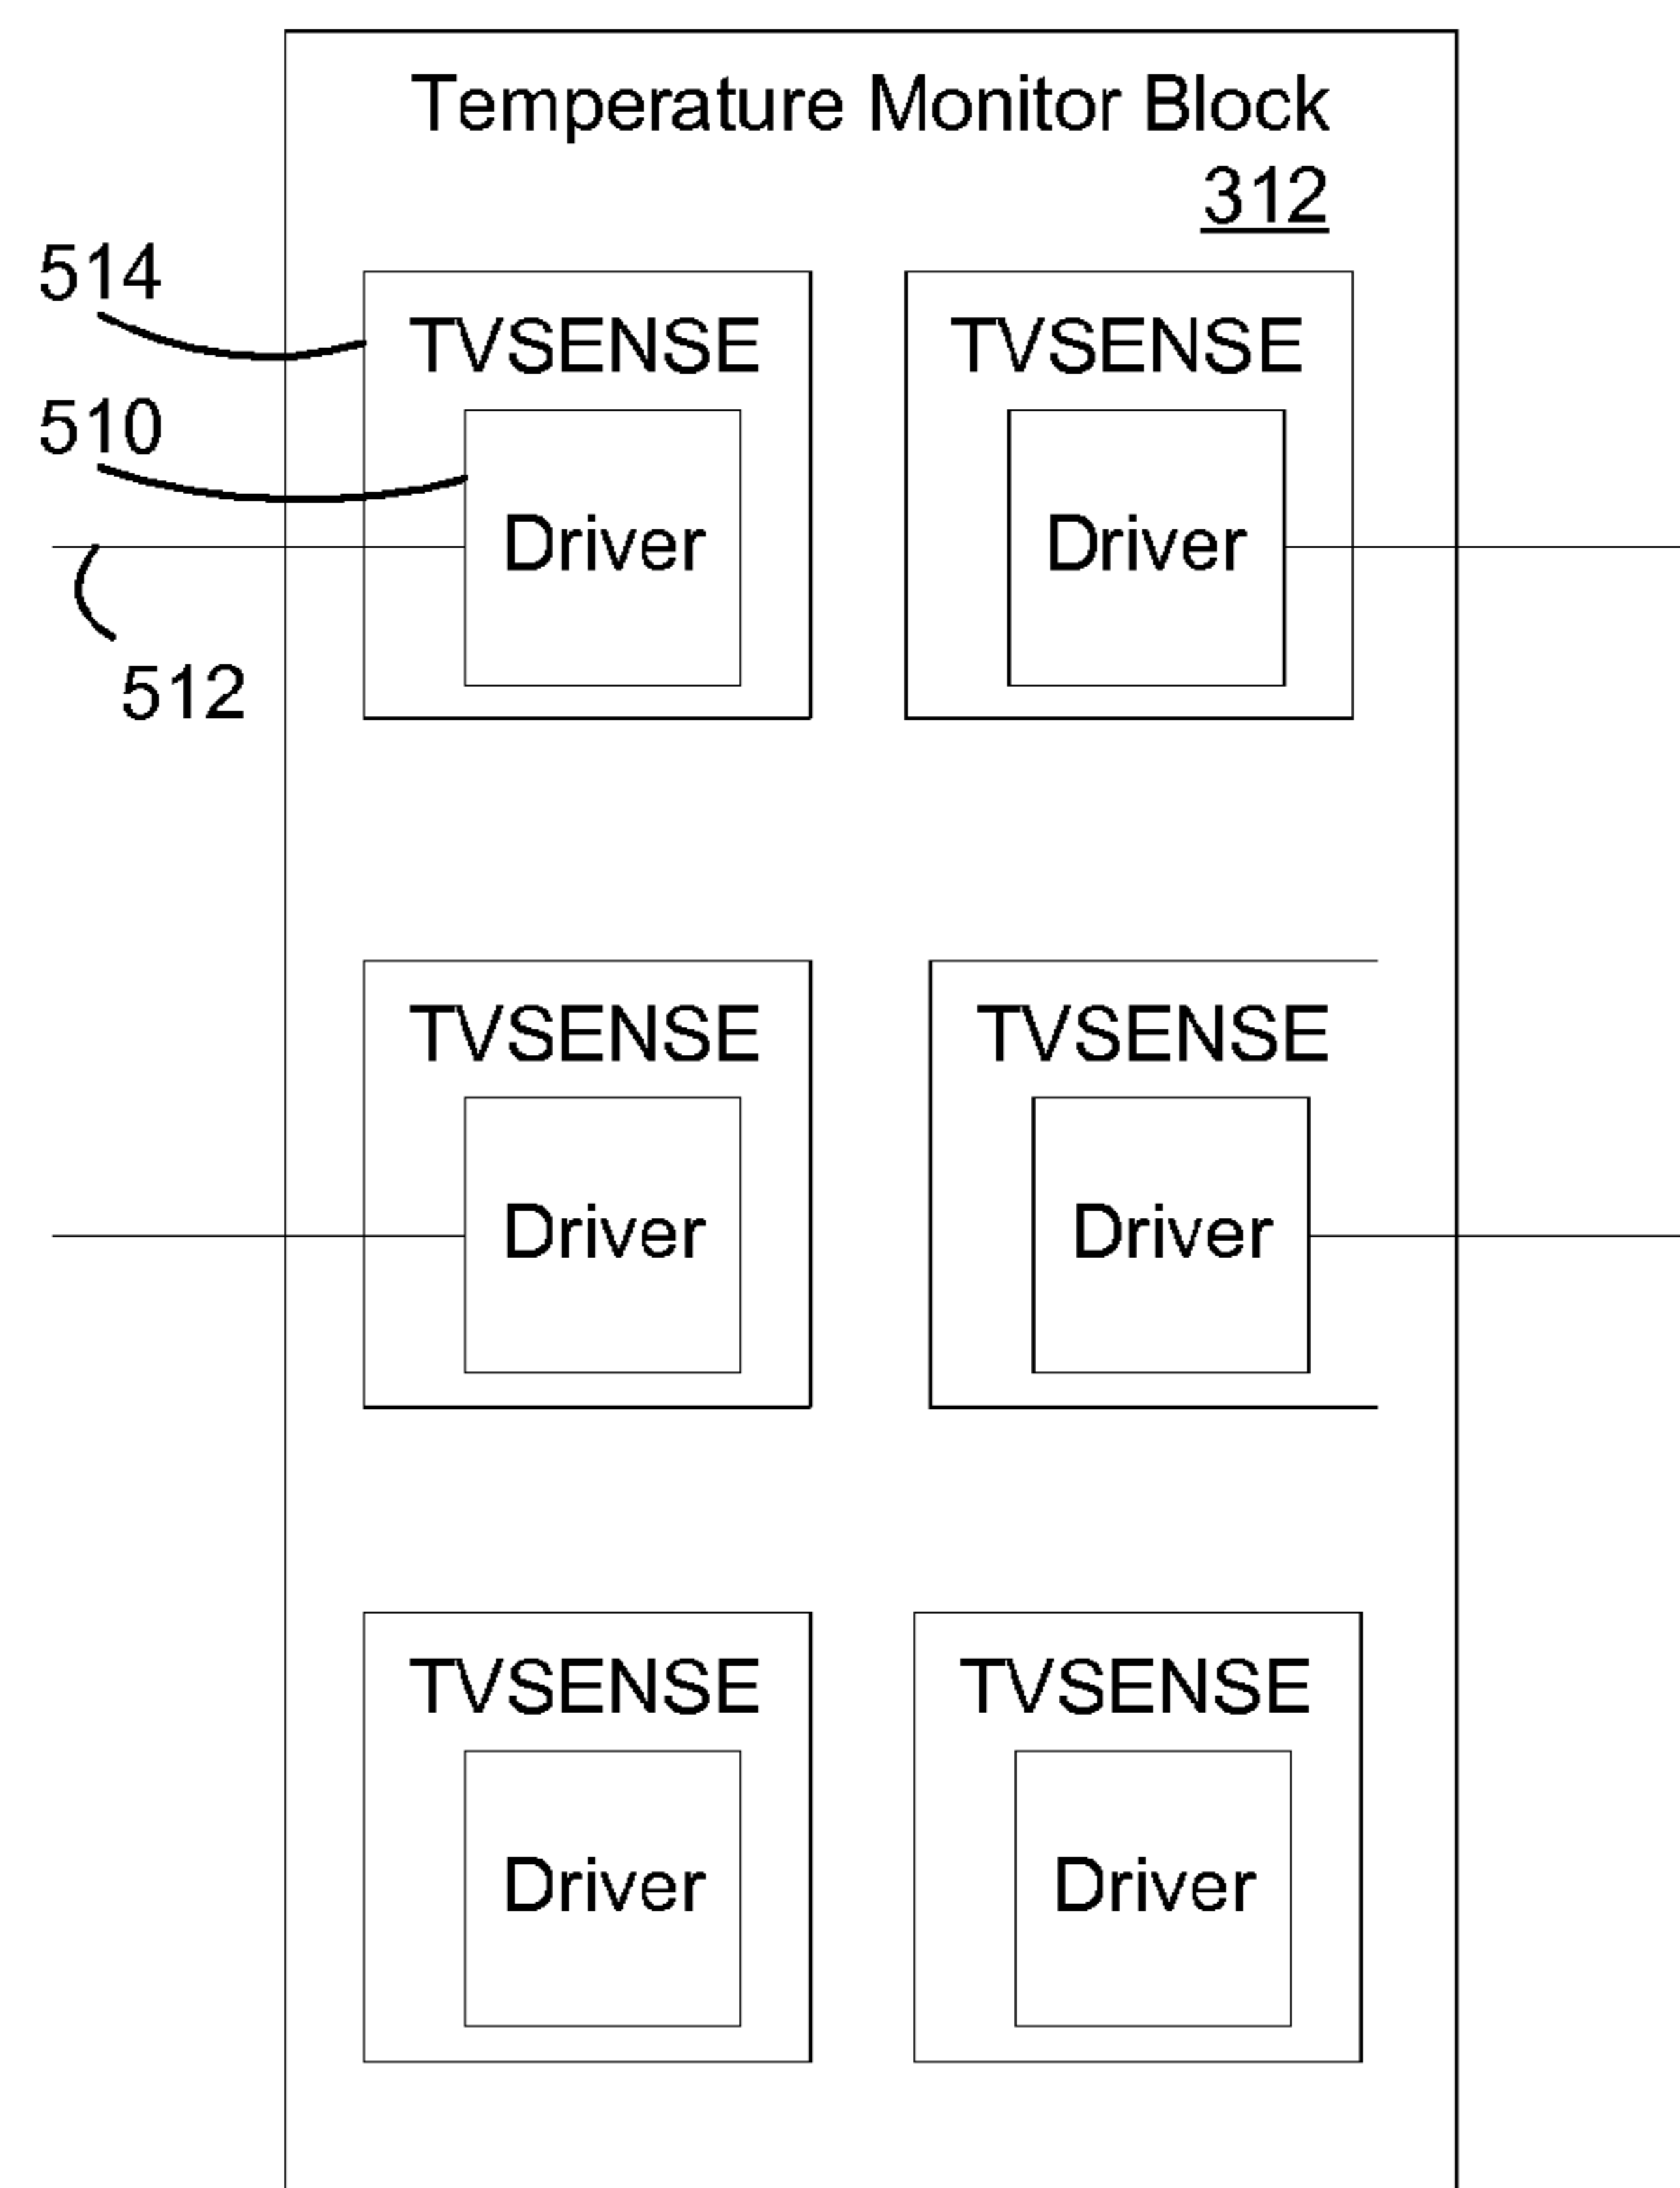 Temperature Monitor Block
312
514
TVSENSE TVSENSE
510
Driver Driver
512
TVSENSE TVSENSE
Driver Driver
TVSENSE TVSENSE
Driver Driver